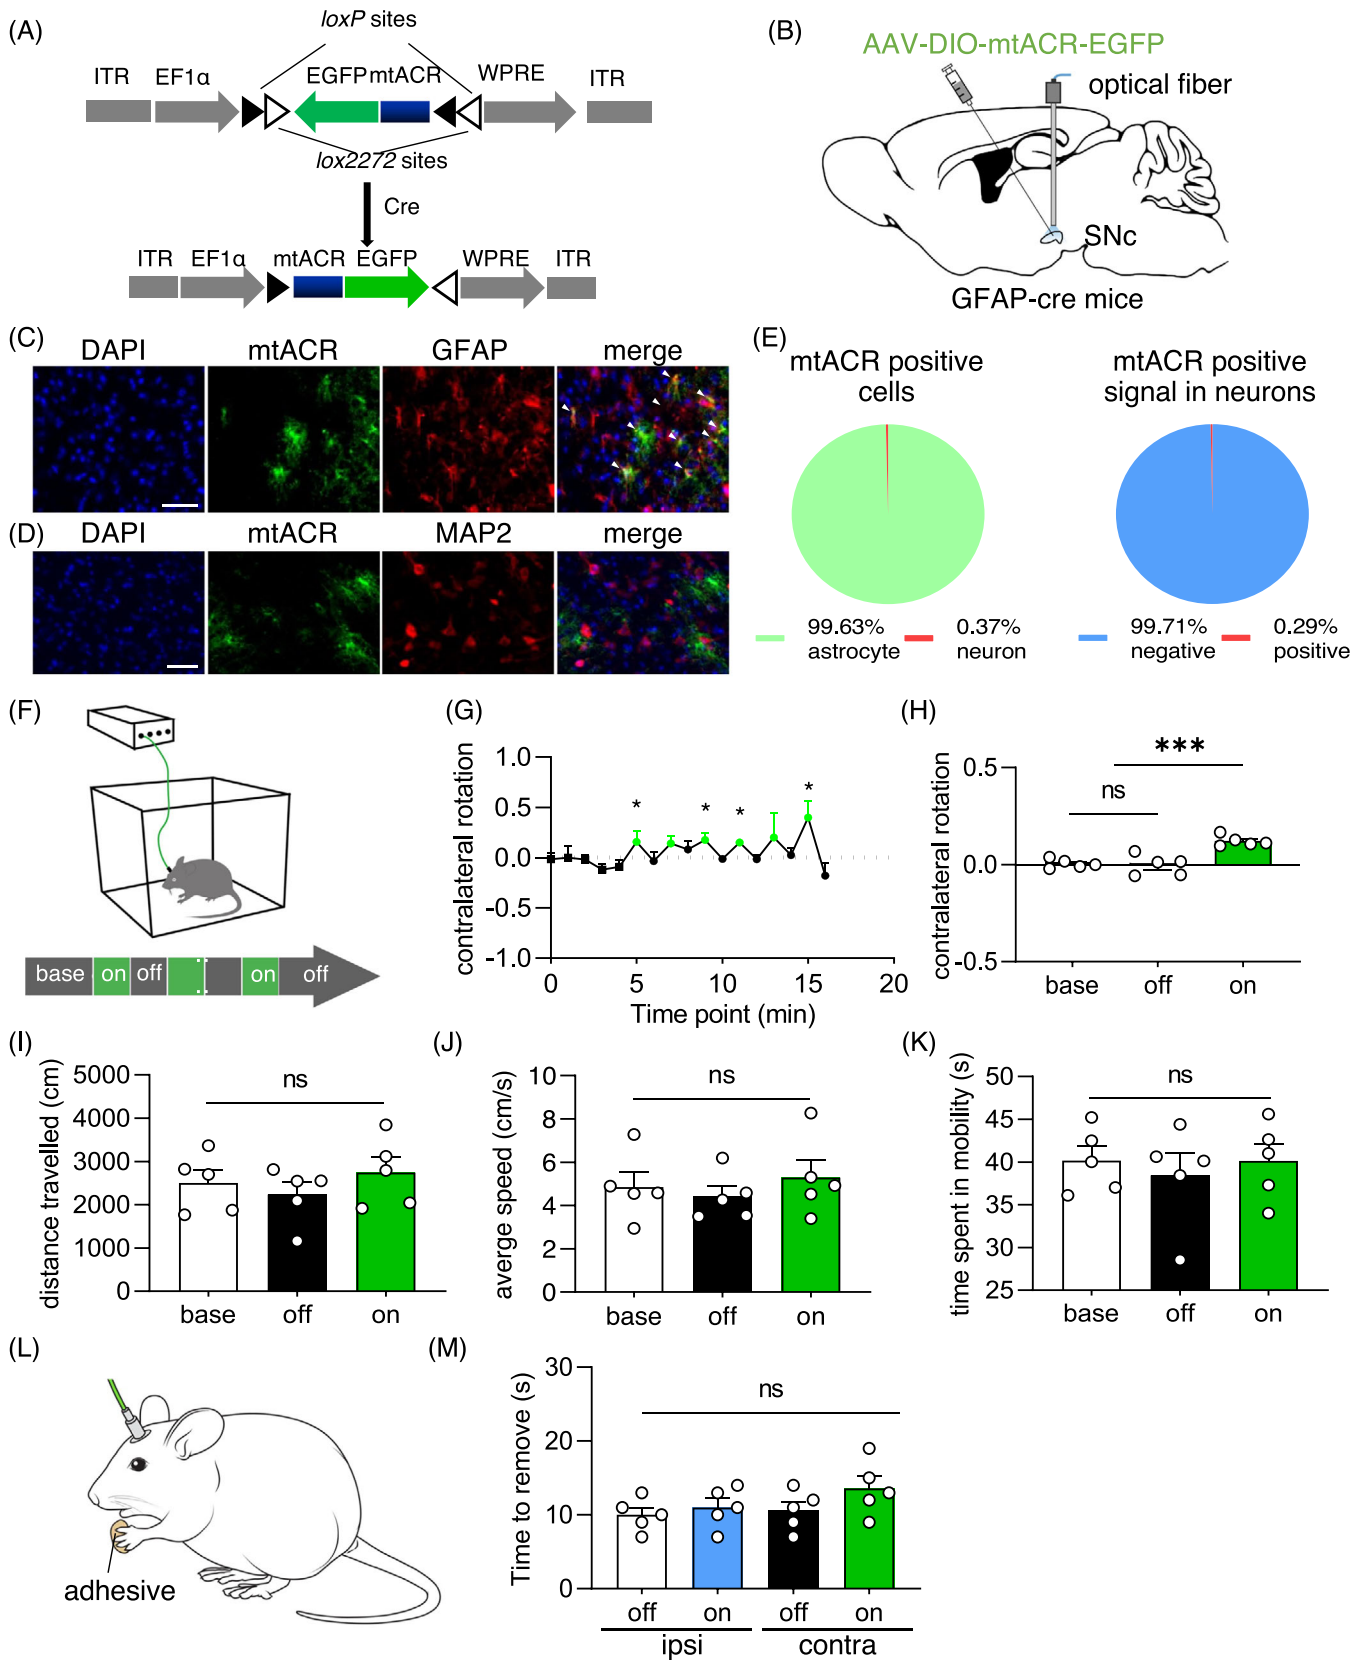 (A)
loxP sites
ITR EF1α EGFP mtACR WPRE ITR
lox2272 sites
Cre
ITR EF1α mtACR EGFP WPRE ITR
(B)
AAV-DIO-mtACR-EGFP
optical fiber
SNc
GFAP-cre mice
(C)
DAPI mtACR GFAP merge
(D)
DAPI mtACR MAP2 merge
(E)
mtACR positive
cells
99.63%
astrocyte
0.37%
neuron
mtACR positive
signal in neurons
99.71%
negative
0.29%
positive
(F)
base on off on off
(G)
contralateral rotation
1.0
0.5
0.0
-0.5
-1.0
* * * *
0 5 10 15 20
Time point (min)
(H)
contralateral rotation
0.5
0.0
-0.5
***
ns
base off on
(I)
distance travelled (cm)
5000
4000
3000
2000
1000
0
ns
base off on
(J)
averge speed (cm/s)
10
8
6
4
2
0
ns
base off on
(K)
time spent in mobility (s)
50
45
40
35
30
25
ns
base off on
(L)
adhesive
(M)
Time to remove (s)
30
20
10
0
ns
off on off on
ipsi contra